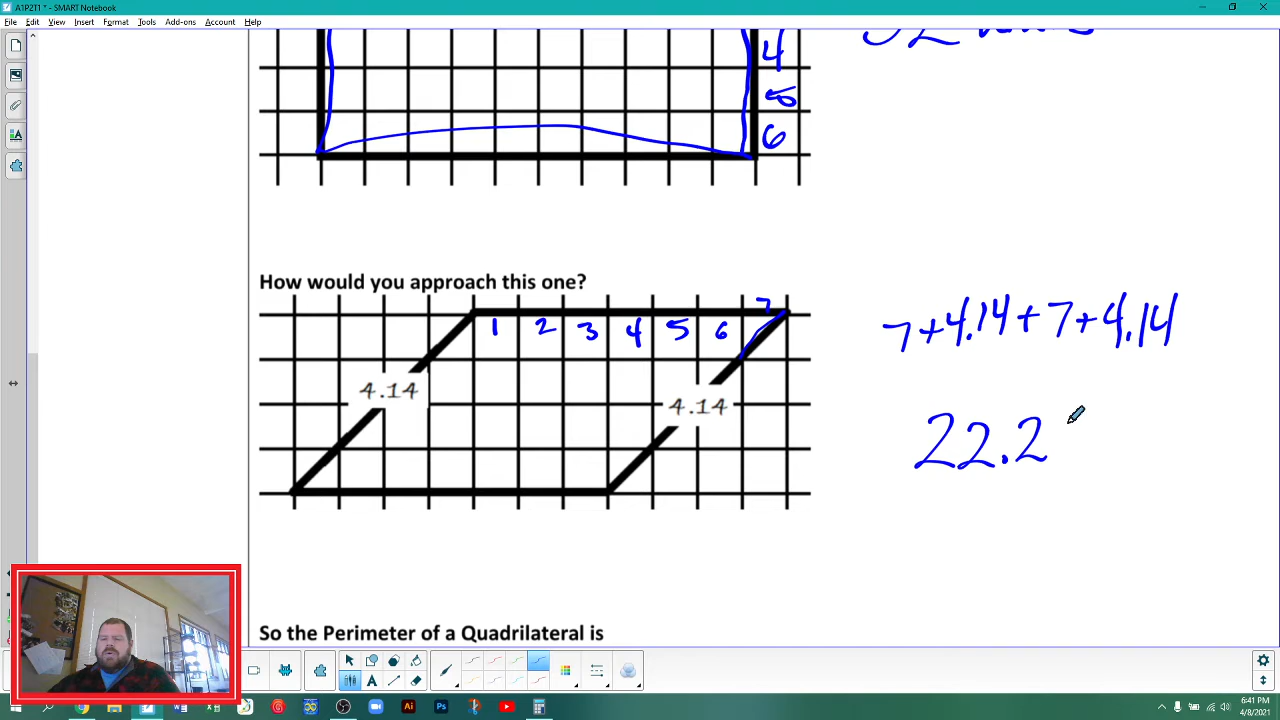 A1P2T1 * - SMART Notebook
File Edit View Insert Format Tools Add-ons Account Help
4
5
6
How would you approach this one?
1 2 3 4 5 6 7
4.14
4.14
7+4.14+7+4.14
22.2
So the Perimeter of a Quadrilateral is
6:41 PM
4/8/2021